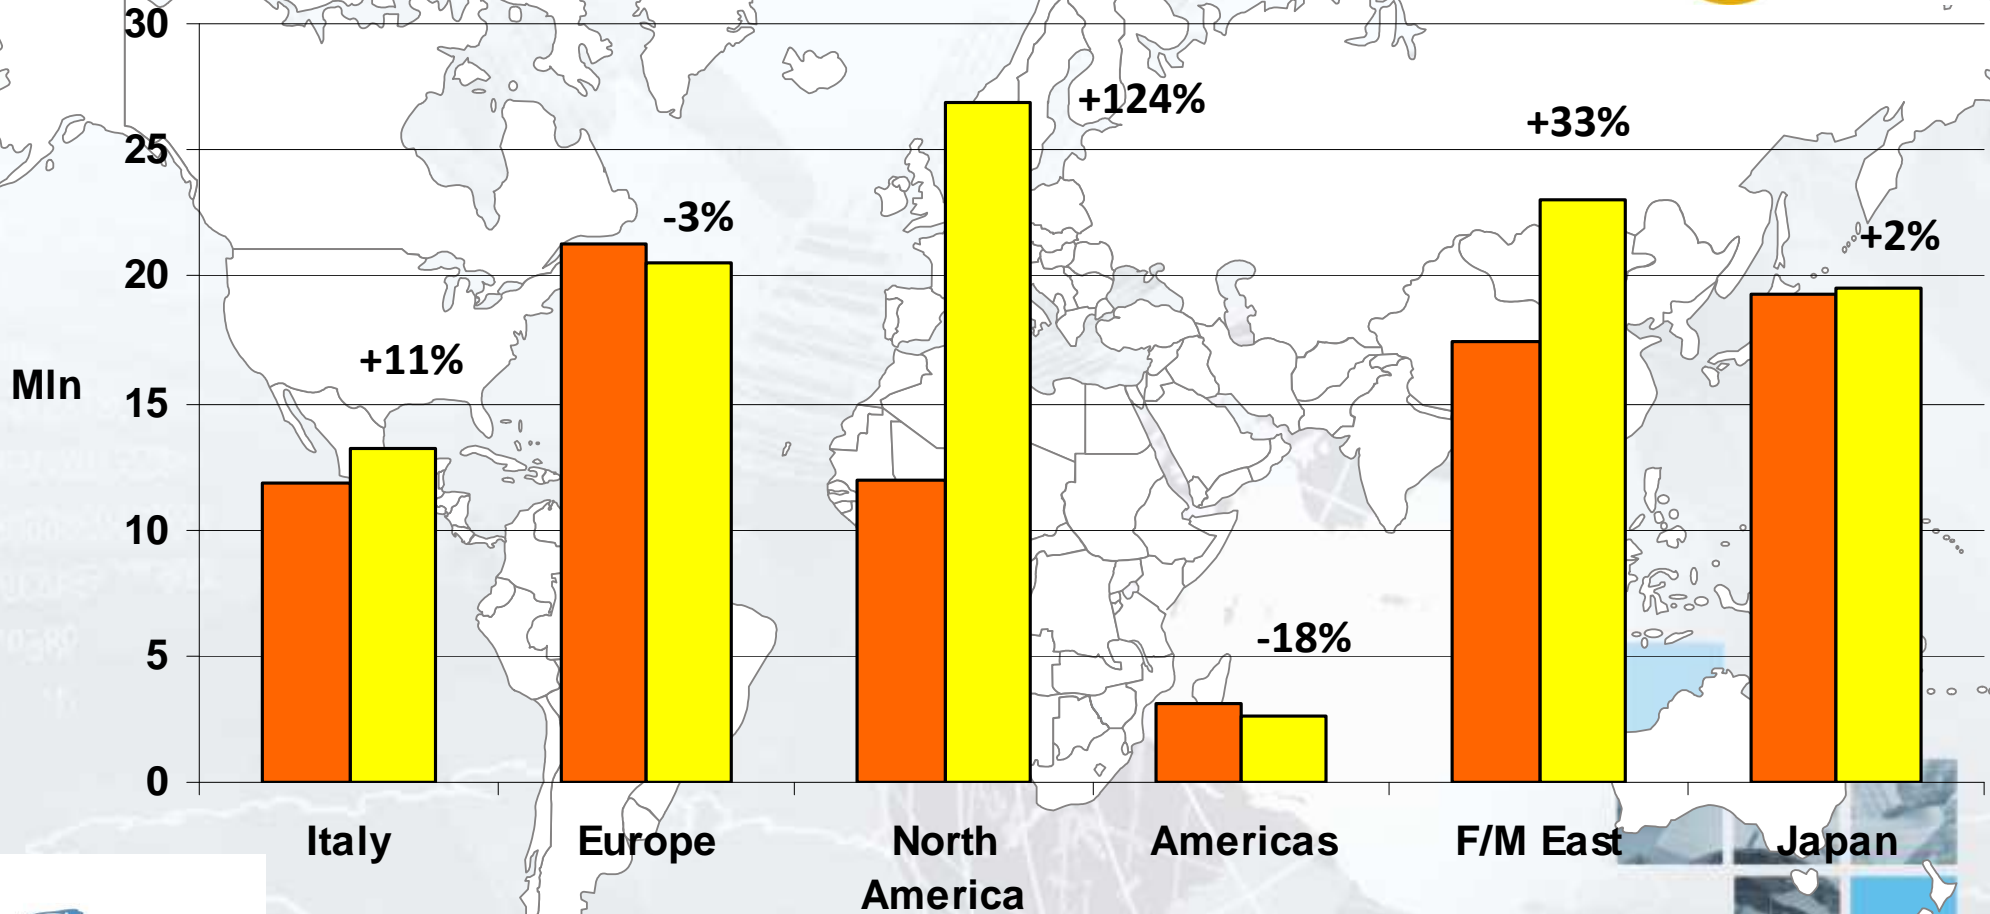 30
25
20
15
10
5
0
Mln
+11%
-3%
+124%
-18%
+33%
+2%
Italy
Europe
North
America
Americas
F/M East
Japan